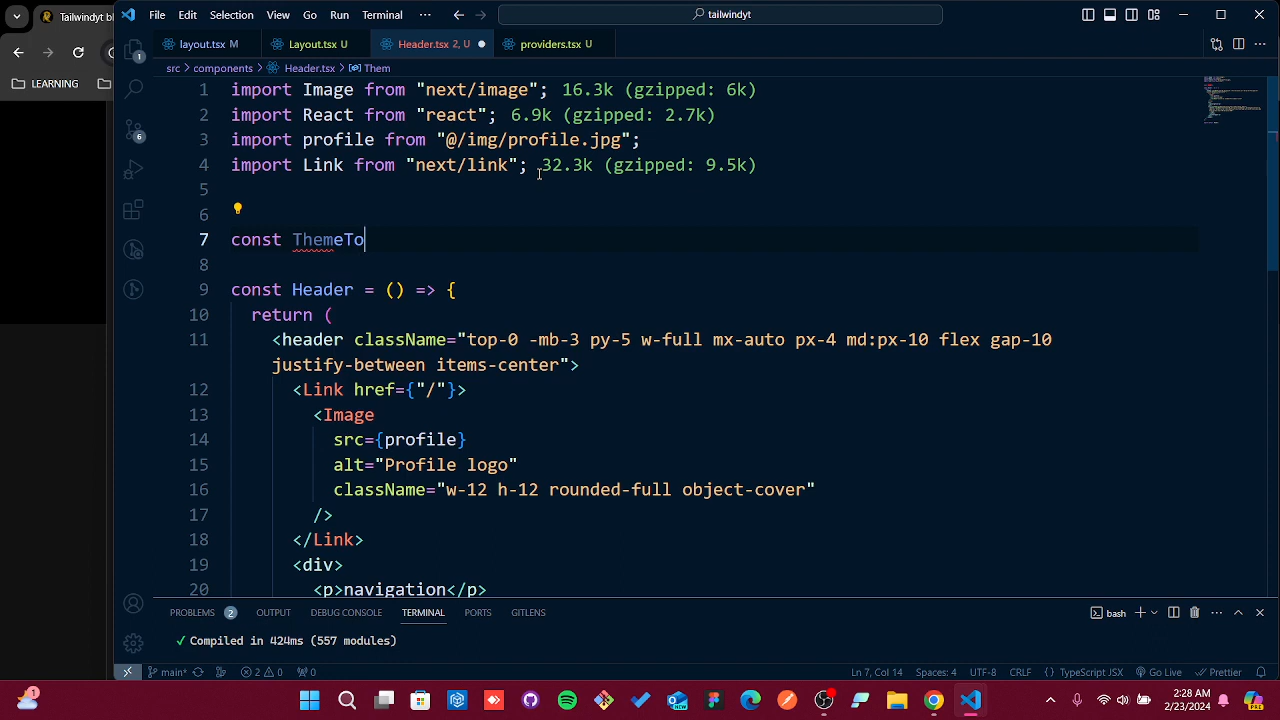 Tailwindyt bl
File Edit Selection View Go Run Terminal ...
tailwindyt
LEARNING
layout.tsx M
Layout.tsx U
Header.tsx 2, U
providers.tsx U
src > components > Header.tsx > Them
1 import Image from "next/image"; 16.3k (gzipped: 6k)
2 import React from "react"; 6.9k (gzipped: 2.7k)
3 import profile from "@/img/profile.jpg";
4 import Link from "next/link"; 32.3k (gzipped: 9.5k)
5
6
7 const ThemeTo
8
9 const Header = () => {
10 return (
11 <header className="top-0 -mb-3 py-5 w-full mx-auto px-4 md:px-10 flex gap-10
justify-between items-center">
12 <Link href={"/"}>
13 <Image
14 src={profile}
15 alt="Profile logo"
16 className="w-12 h-12 rounded-full object-cover"
17 />
18 </Link>
19 <div>
20 <p>navigation</p>
1
6
PROBLEMS 2 OUTPUT DEBUG CONSOLE TERMINAL PORTS GITLENS
bash
✓ Compiled in 424ms (557 modules)
main* 2 0 0
Ln 7, Col 14 Spaces: 4 UTF-8 CRLF {} TypeScript JSX Go Live Prettier
1
NEW
PRE
2:28 AM
2/23/2024